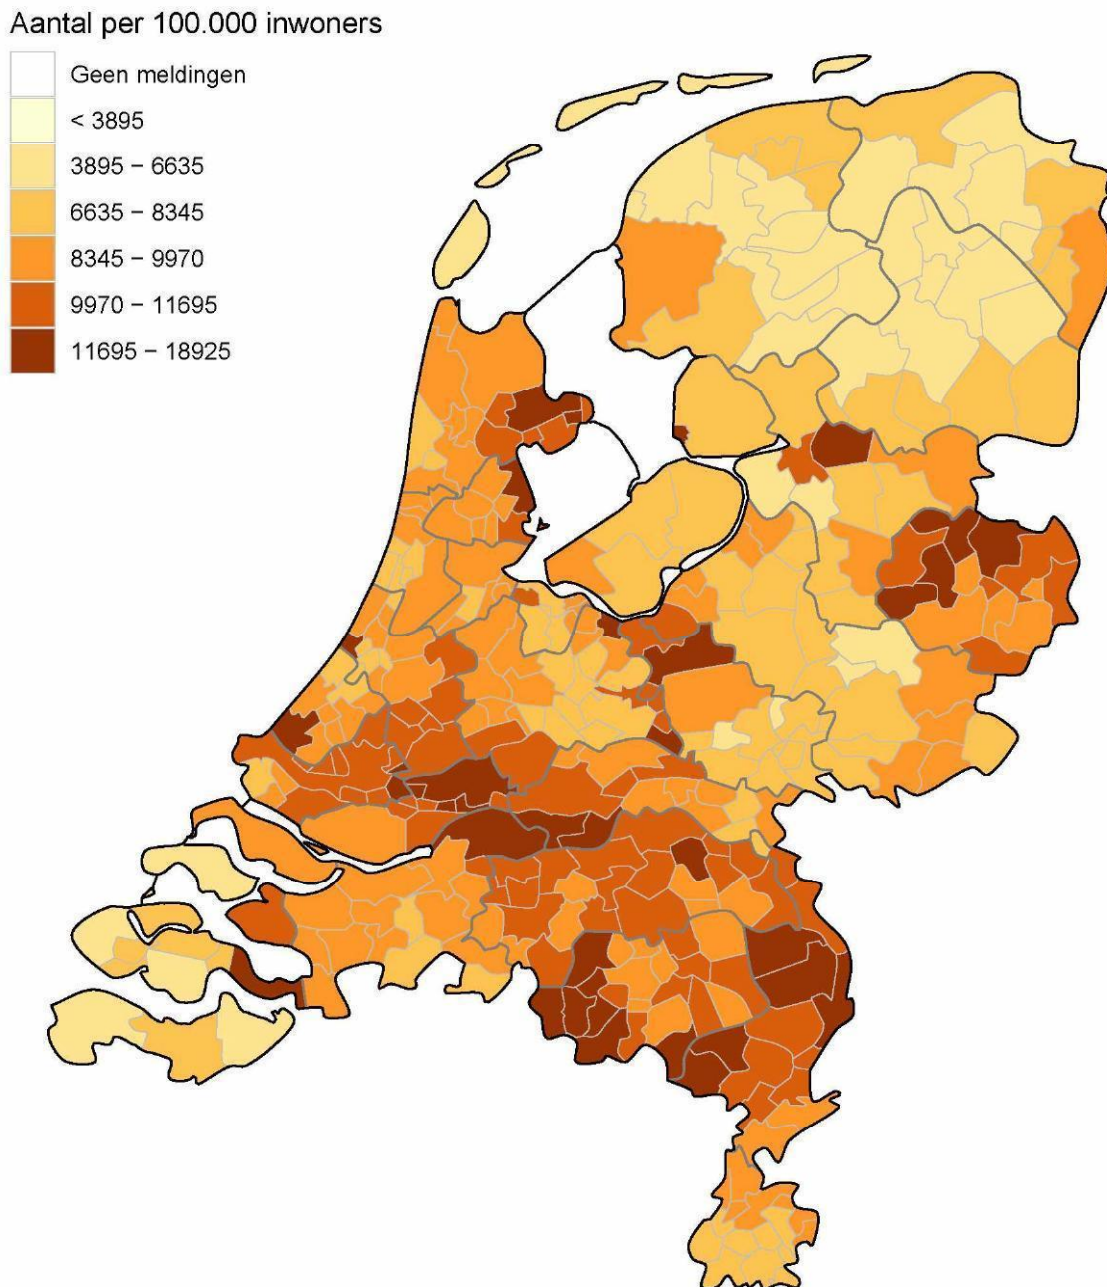 Aantal per 100.000 inwoners
Geen meldingen
< 3895
3895 − 6635
6635 − 8345
8345 − 9970
9970 − 11695
11695 − 18925